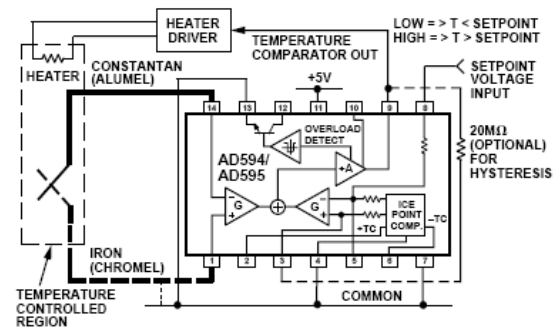 HEATER
DRIVER
LOW = > T < SETPOINT
HIGH = > T > SETPOINT
TEMPERATURE
COMPARATOR OUT
CONSTANTAN
(ALUMEL)
HEATER
SETPOINT
VOLTAGE
INPUT
+5V
14 13 12 11 10 9 8
OVERLOAD
DETECT
20MΩ
(OPTIONAL)
FOR
HYSTERESIS
AD594/
AD595
+A
– G +
G – +
ICE
POINT
COMP.
–TC
+TC
IRON
(CHROMEL)
1 2 3 4 5 6 7
COMMON
TEMPERATURE
CONTROLLED
REGION